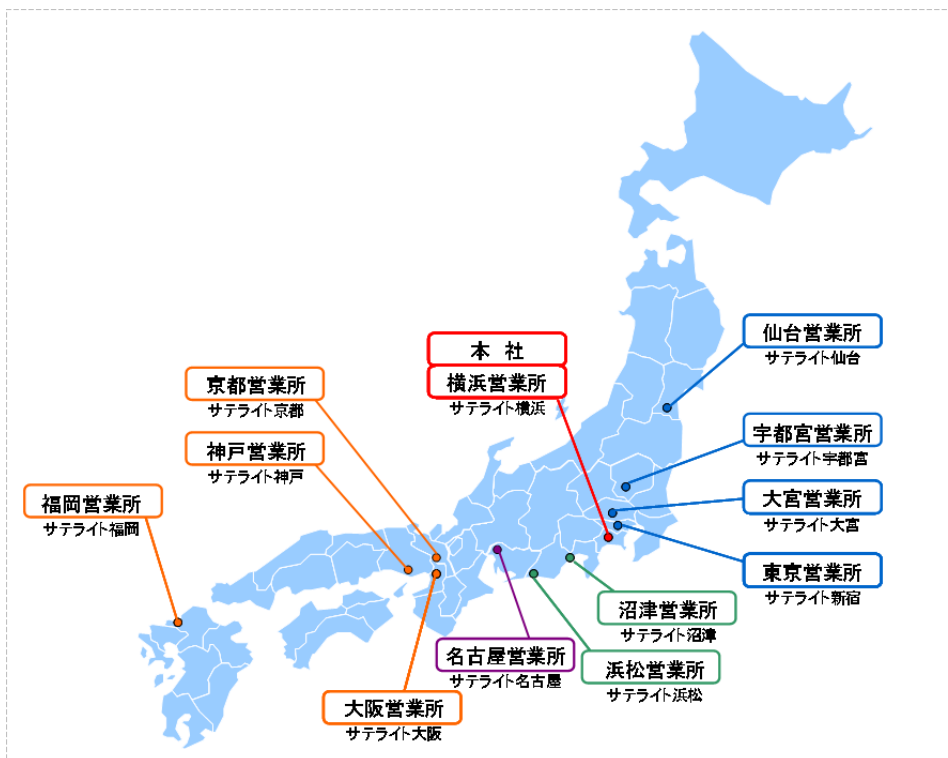 仙台営業所
サテライト仙台
本 社
横浜営業所
サテライト横浜
京都営業所
サテライト京都
宇都宮営業所
サテライト宇都宮
神戸営業所
サテライト神戸
福岡営業所
サテライト福岡
大宮営業所
サテライト大宮
東京営業所
サテライト新宿
沼津営業所
サテライト沼津
名古屋営業所
サテライト名古屋
浜松営業所
サテライト浜松
大阪営業所
サテライト大阪